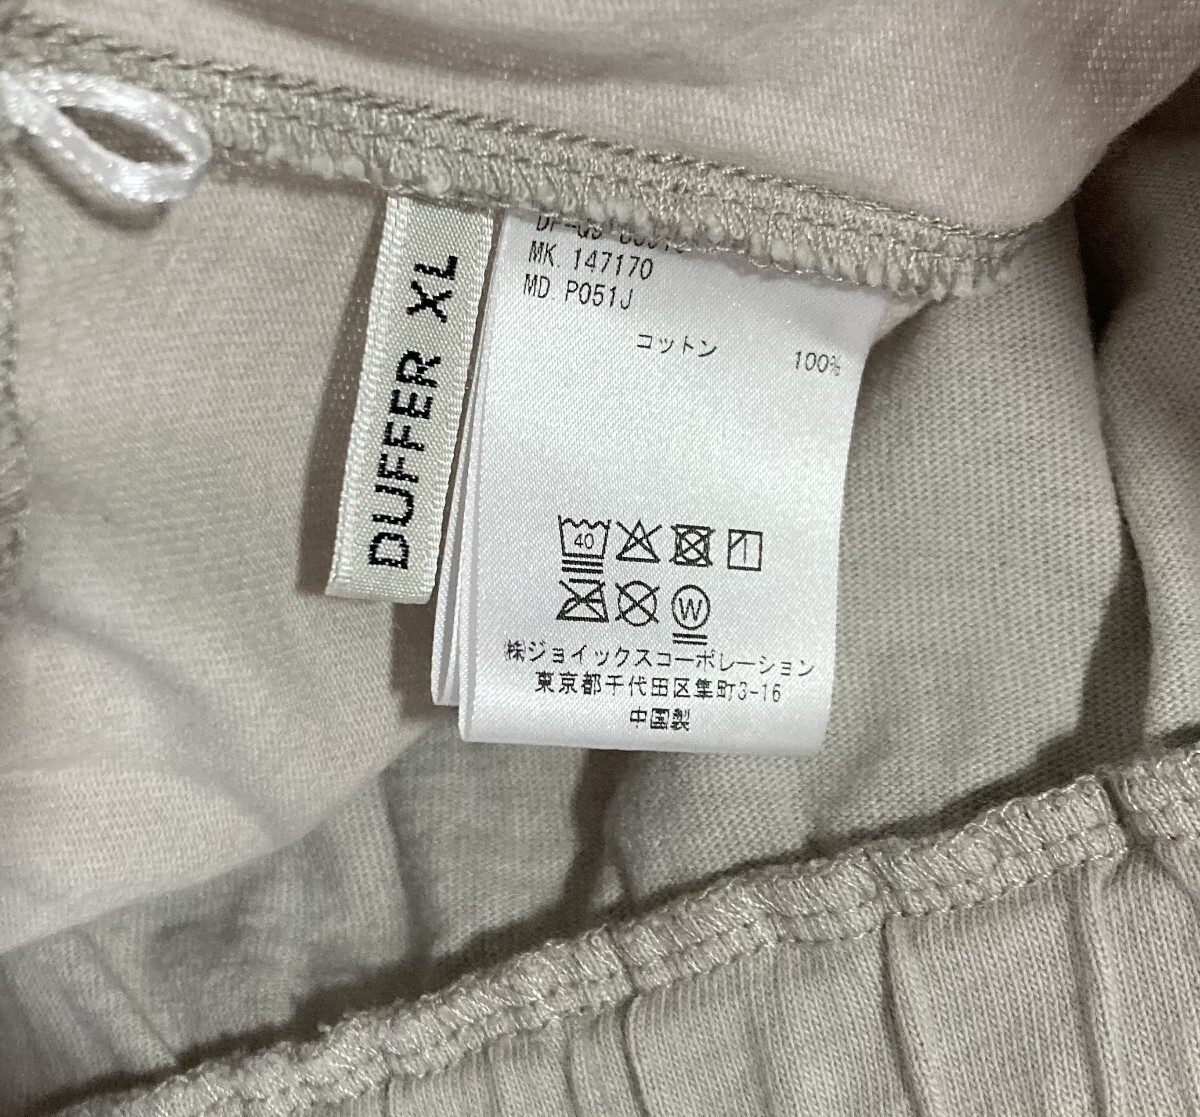 DUFFER XL
MK. 147170
MD. P051J
コットン 100%
40
W
㈱ジョイックスコーポレーション
東京都千代田区隼町3-16
中国製